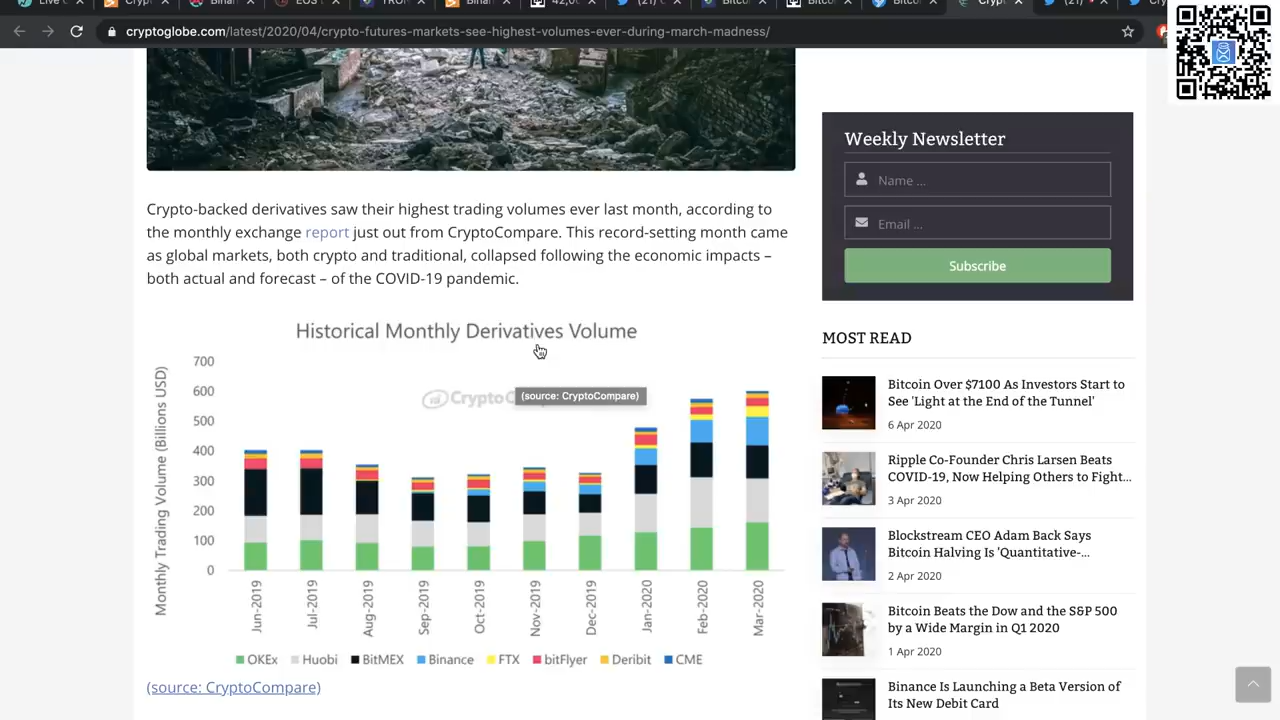 cryptoglobe.com/latest/2020/04/crypto-futures-markets-see-highest-volumes-ever-during-march-madness/
Crypto-backed derivatives saw their highest trading volumes ever last month, according to
the monthly exchange report just out from CryptoCompare. This record-setting month came
as global markets, both crypto and traditional, collapsed following the economic impacts –
both actual and forecast – of the COVID-19 pandemic.
Historical Monthly Derivatives Volume
(source: CryptoCompare)
Monthly Trading Volume (Billions USD)
700
600
500
400
300
200
100
0
Jun-2019
Jul-2019
Aug-2019
Sep-2019
Oct-2019
Nov-2019
Dec-2019
Jan-2020
Feb-2020
Mar-2020
OKEx Huobi BitMEX Binance FTX bitFlyer Deribit CME
(source: CryptoCompare)
Weekly Newsletter
Name ...
Email ...
Subscribe
MOST READ
Bitcoin Over $7100 As Investors Start to
See 'Light at the End of the Tunnel'
6 Apr 2020
Ripple Co-Founder Chris Larsen Beats
COVID-19, Now Helping Others to Fight...
3 Apr 2020
Blockstream CEO Adam Back Says
Bitcoin Halving Is 'Quantitative-...
2 Apr 2020
Bitcoin Beats the Dow and the S&P 500
by a Wide Margin in Q1 2020
1 Apr 2020
Binance Is Launching a Beta Version of
Its New Debit Card